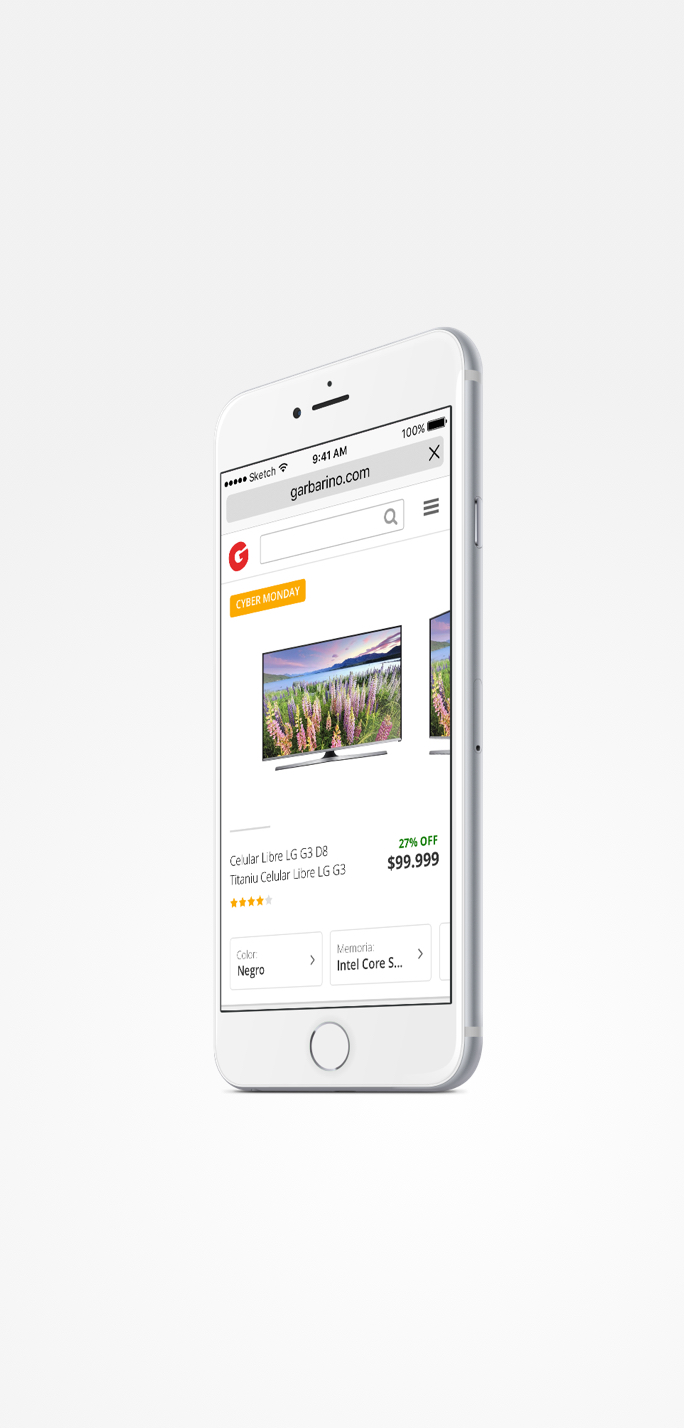 Sketch 9:41 AM 100%
garbarino.com
G
CYBER MONDAY
27% OFF
Celular Libre LG G3 D8
$99.999
Titaniu Celular Libre LG G3
Color:
Negro
Memoria:
Intel Core S...